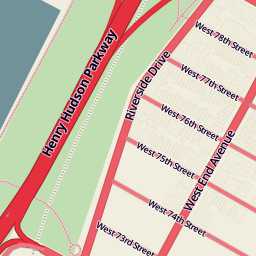 West 78th Street
Henry Hudson Parkway
Riverside Drive
West 77th Street
West 76th Street
West End Avenue
West 75th Street
West 74th Street
West 73rd Street